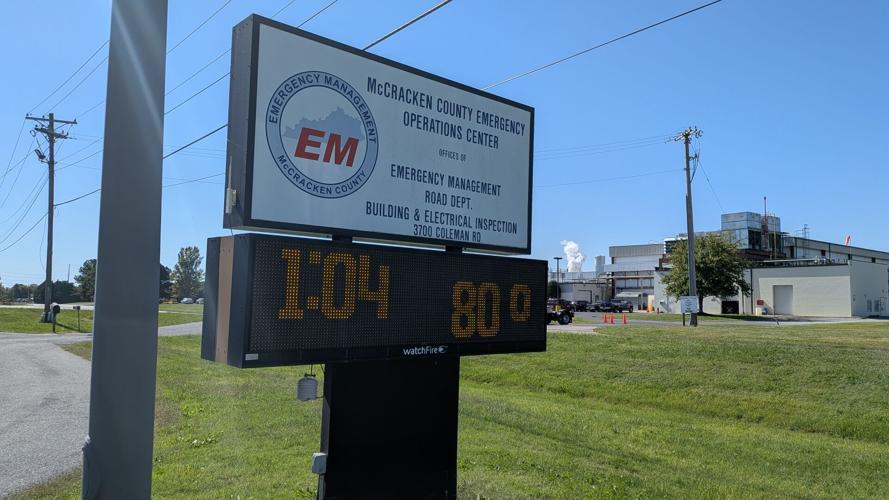 EMERGENCY MANAGEMENT
EM
McCRACKEN COUNTY
McCRACKEN COUNTY EMERGENCY
OPERATIONS CENTER
OFFICES OF
EMERGENCY MANAGEMENT
ROAD DEPT.
BUILDING & ELECTRICAL INSPECTION
3700 COLEMAN RD
1:04 80°
watchFire